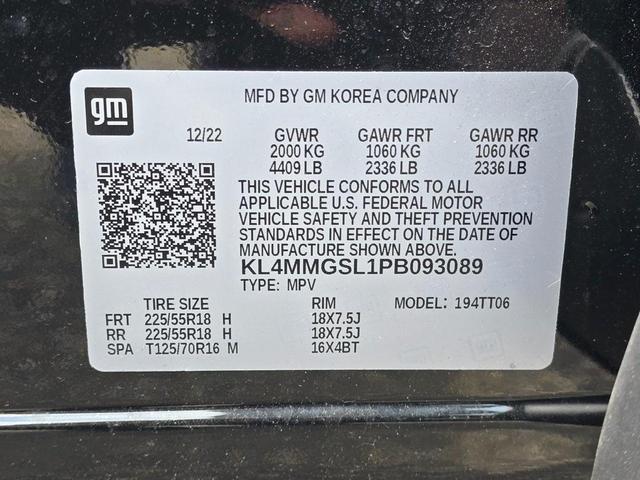 gm
MFD BY GM KOREA COMPANY
12/22 GVWR GAWR FRT GAWR RR
2000 KG 1060 KG 1060 KG
4409 LB 2336 LB 2336 LB
THIS VEHICLE CONFORMS TO ALL
APPLICABLE U.S. FEDERAL MOTOR
VEHICLE SAFETY AND THEFT PREVENTION
STANDARDS IN EFFECT ON THE DATE OF
MANUFACTURE SHOWN ABOVE.
KL4MMGSL1PB093089
TYPE: MPV
TIRE SIZE RIM MODEL: 194TT06
FRT 225/55R18 H 18X7.5J
RR 225/55R18 H 18X7.5J
SPA T125/70R16 M 16X4BT